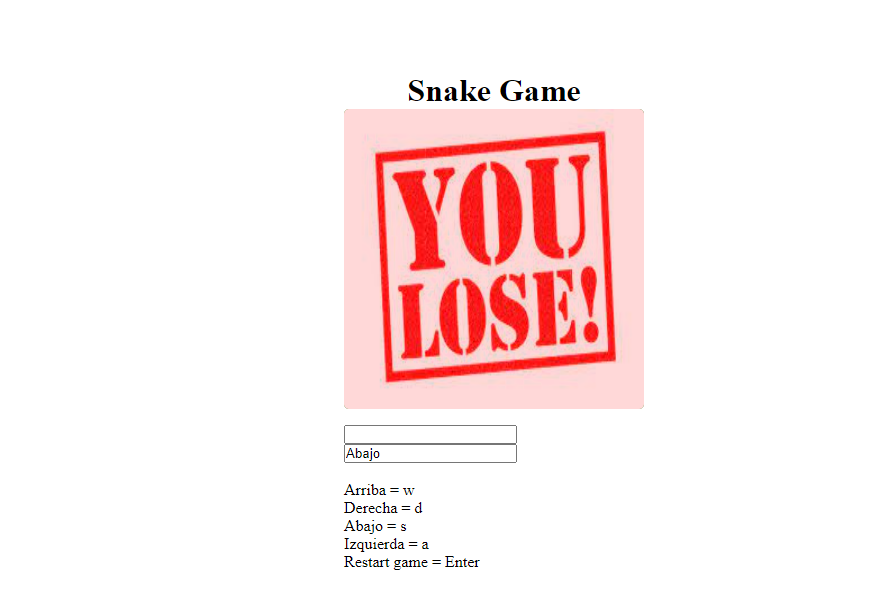 Snake Game
YOU
LOSE!
Abajo
Arriba = w
Derecha = d
Abajo = s
Izquierda = a
Restart game = Enter